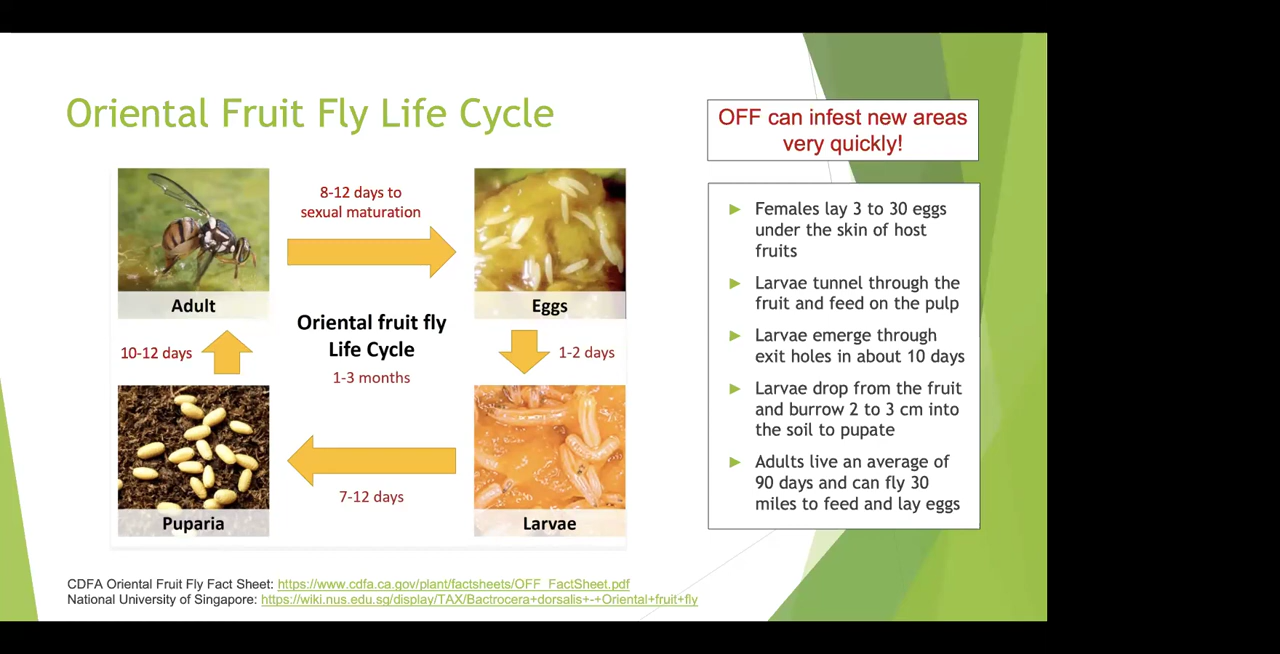 Oriental Fruit Fly Life Cycle
OFF can infest new areas
very quickly!
8-12 days to
sexual maturation
Adult
Eggs
Oriental fruit fly
Life Cycle
1-3 months
10-12 days
1-2 days
7-12 days
Puparia
Larvae
Females lay 3 to 30 eggs
under the skin of host
fruits
Larvae tunnel through the
fruit and feed on the pulp
Larvae emerge through
exit holes in about 10 days
Larvae drop from the fruit
and burrow 2 to 3 cm into
the soil to pupate
Adults live an average of
90 days and can fly 30
miles to feed and lay eggs
CDFA Oriental Fruit Fly Fact Sheet: https://www.cdfa.ca.gov/plant/factsheets/OFF_FactSheet.pdf
National University of Singapore: https://wiki.nus.edu.sg/display/TAX/Bactrocera+dorsalis+-+Oriental+fruit+fly